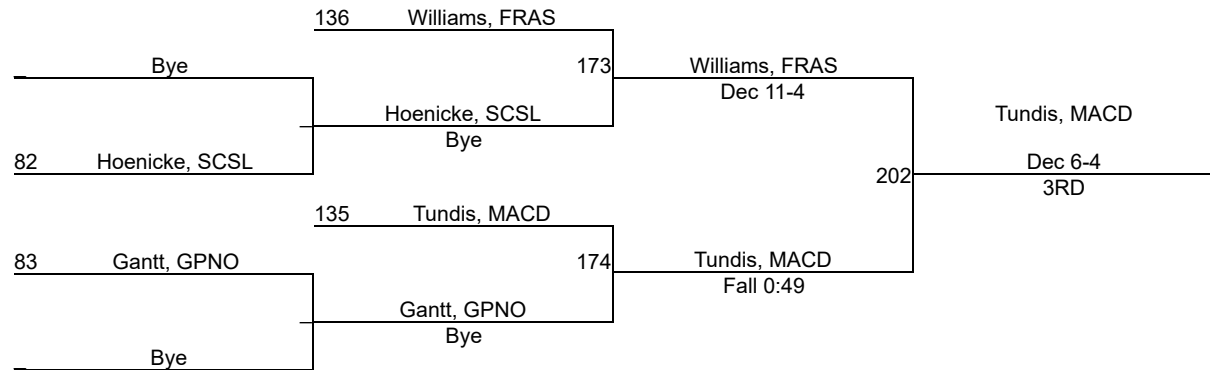 136 Williams, FRAS
Bye
173 Williams, FRAS
Dec 11-4
Hoenicke, SCSL
Bye
Tundis, MACD
82 Hoenicke, SCSL
Dec 6-4
202
3RD
135 Tundis, MACD
83 Gantt, GPNO
174 Tundis, MACD
Fall 0:49
Gantt, GPNO
Bye
Bye